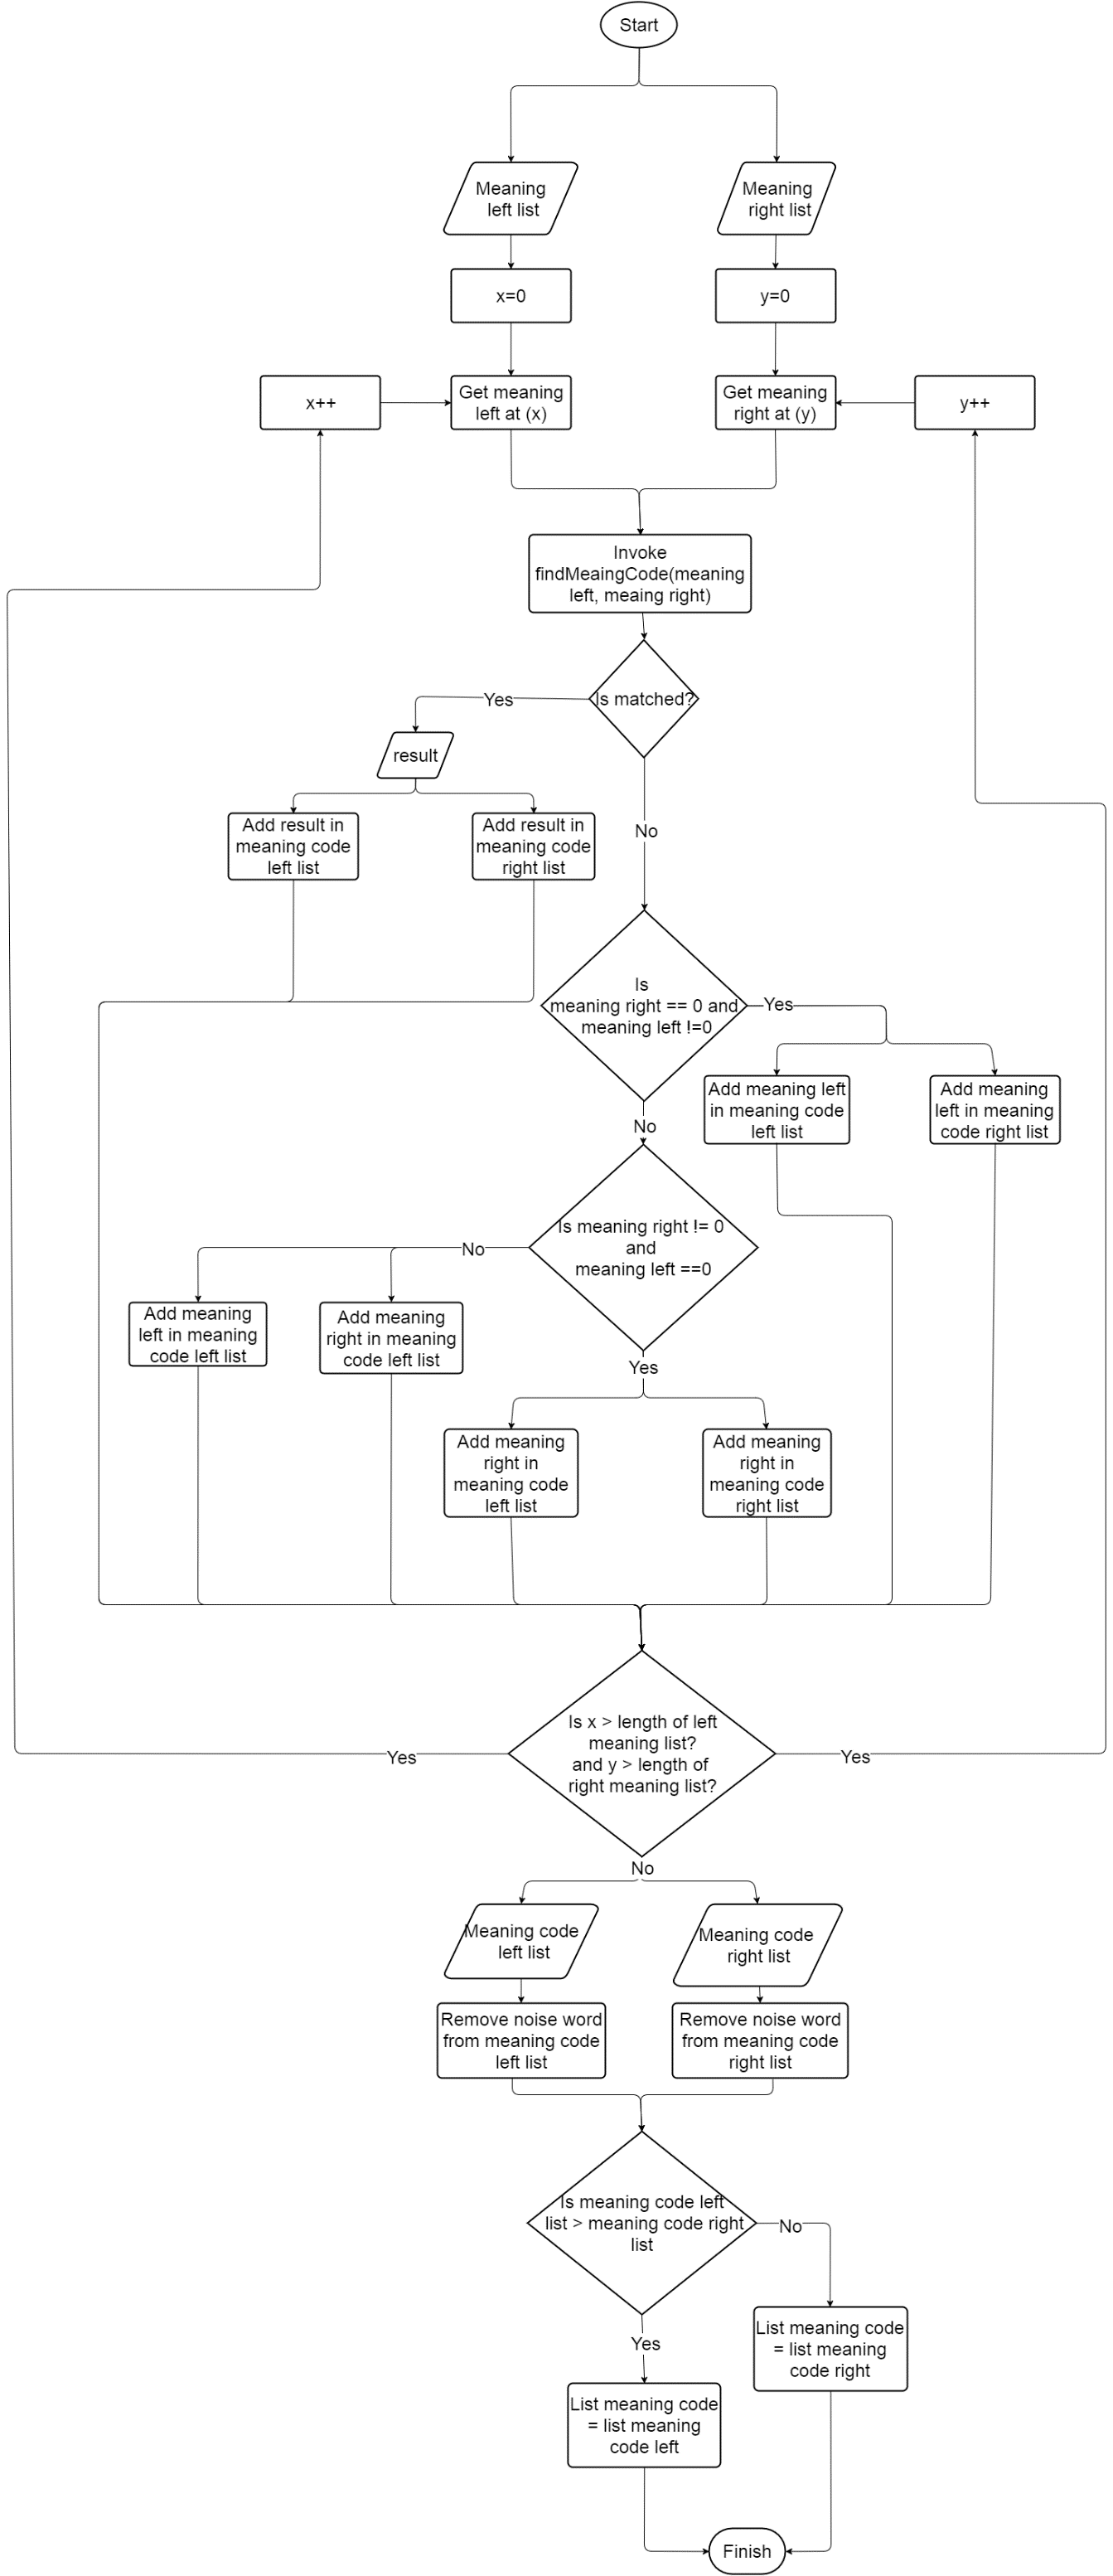 Start
Meaning
left list
Meaning
right list
x=0
y=0
x++
Get meaning
left at (x)
Get meaning
right at (y)
y++
Invoke
findMeaingCode(meaning
left, meaing right)
Is matched?
Yes
result
Add result in
meaning code
left list
Add result in
meaning code
right list
No
Is
meaning right == 0 and
meaning left !=0
Yes
Add meaning left
in meaning code
left list
Add meaning
left in meaning
code right list
No
Is meaning right != 0
and
meaning left ==0
No
Add meaning
left in meaning
code left list
Add meaning
right in meaning
code left list
Yes
Add meaning
right in
meaning code
left list
Add meaning
right in
meaning code
right list
Is x > length of left
meaning list?
and y > length of
right meaning list?
Yes
Yes
No
Meaning code
left list
Meaning code
right list
Remove noise word
from meaning code
left list
Remove noise word
from meaning code
right list
Is meaning code left
list > meaning code right
list
No
Yes
List meaning code
= list meaning
code right
List meaning code
= list meaning
code left
Finish